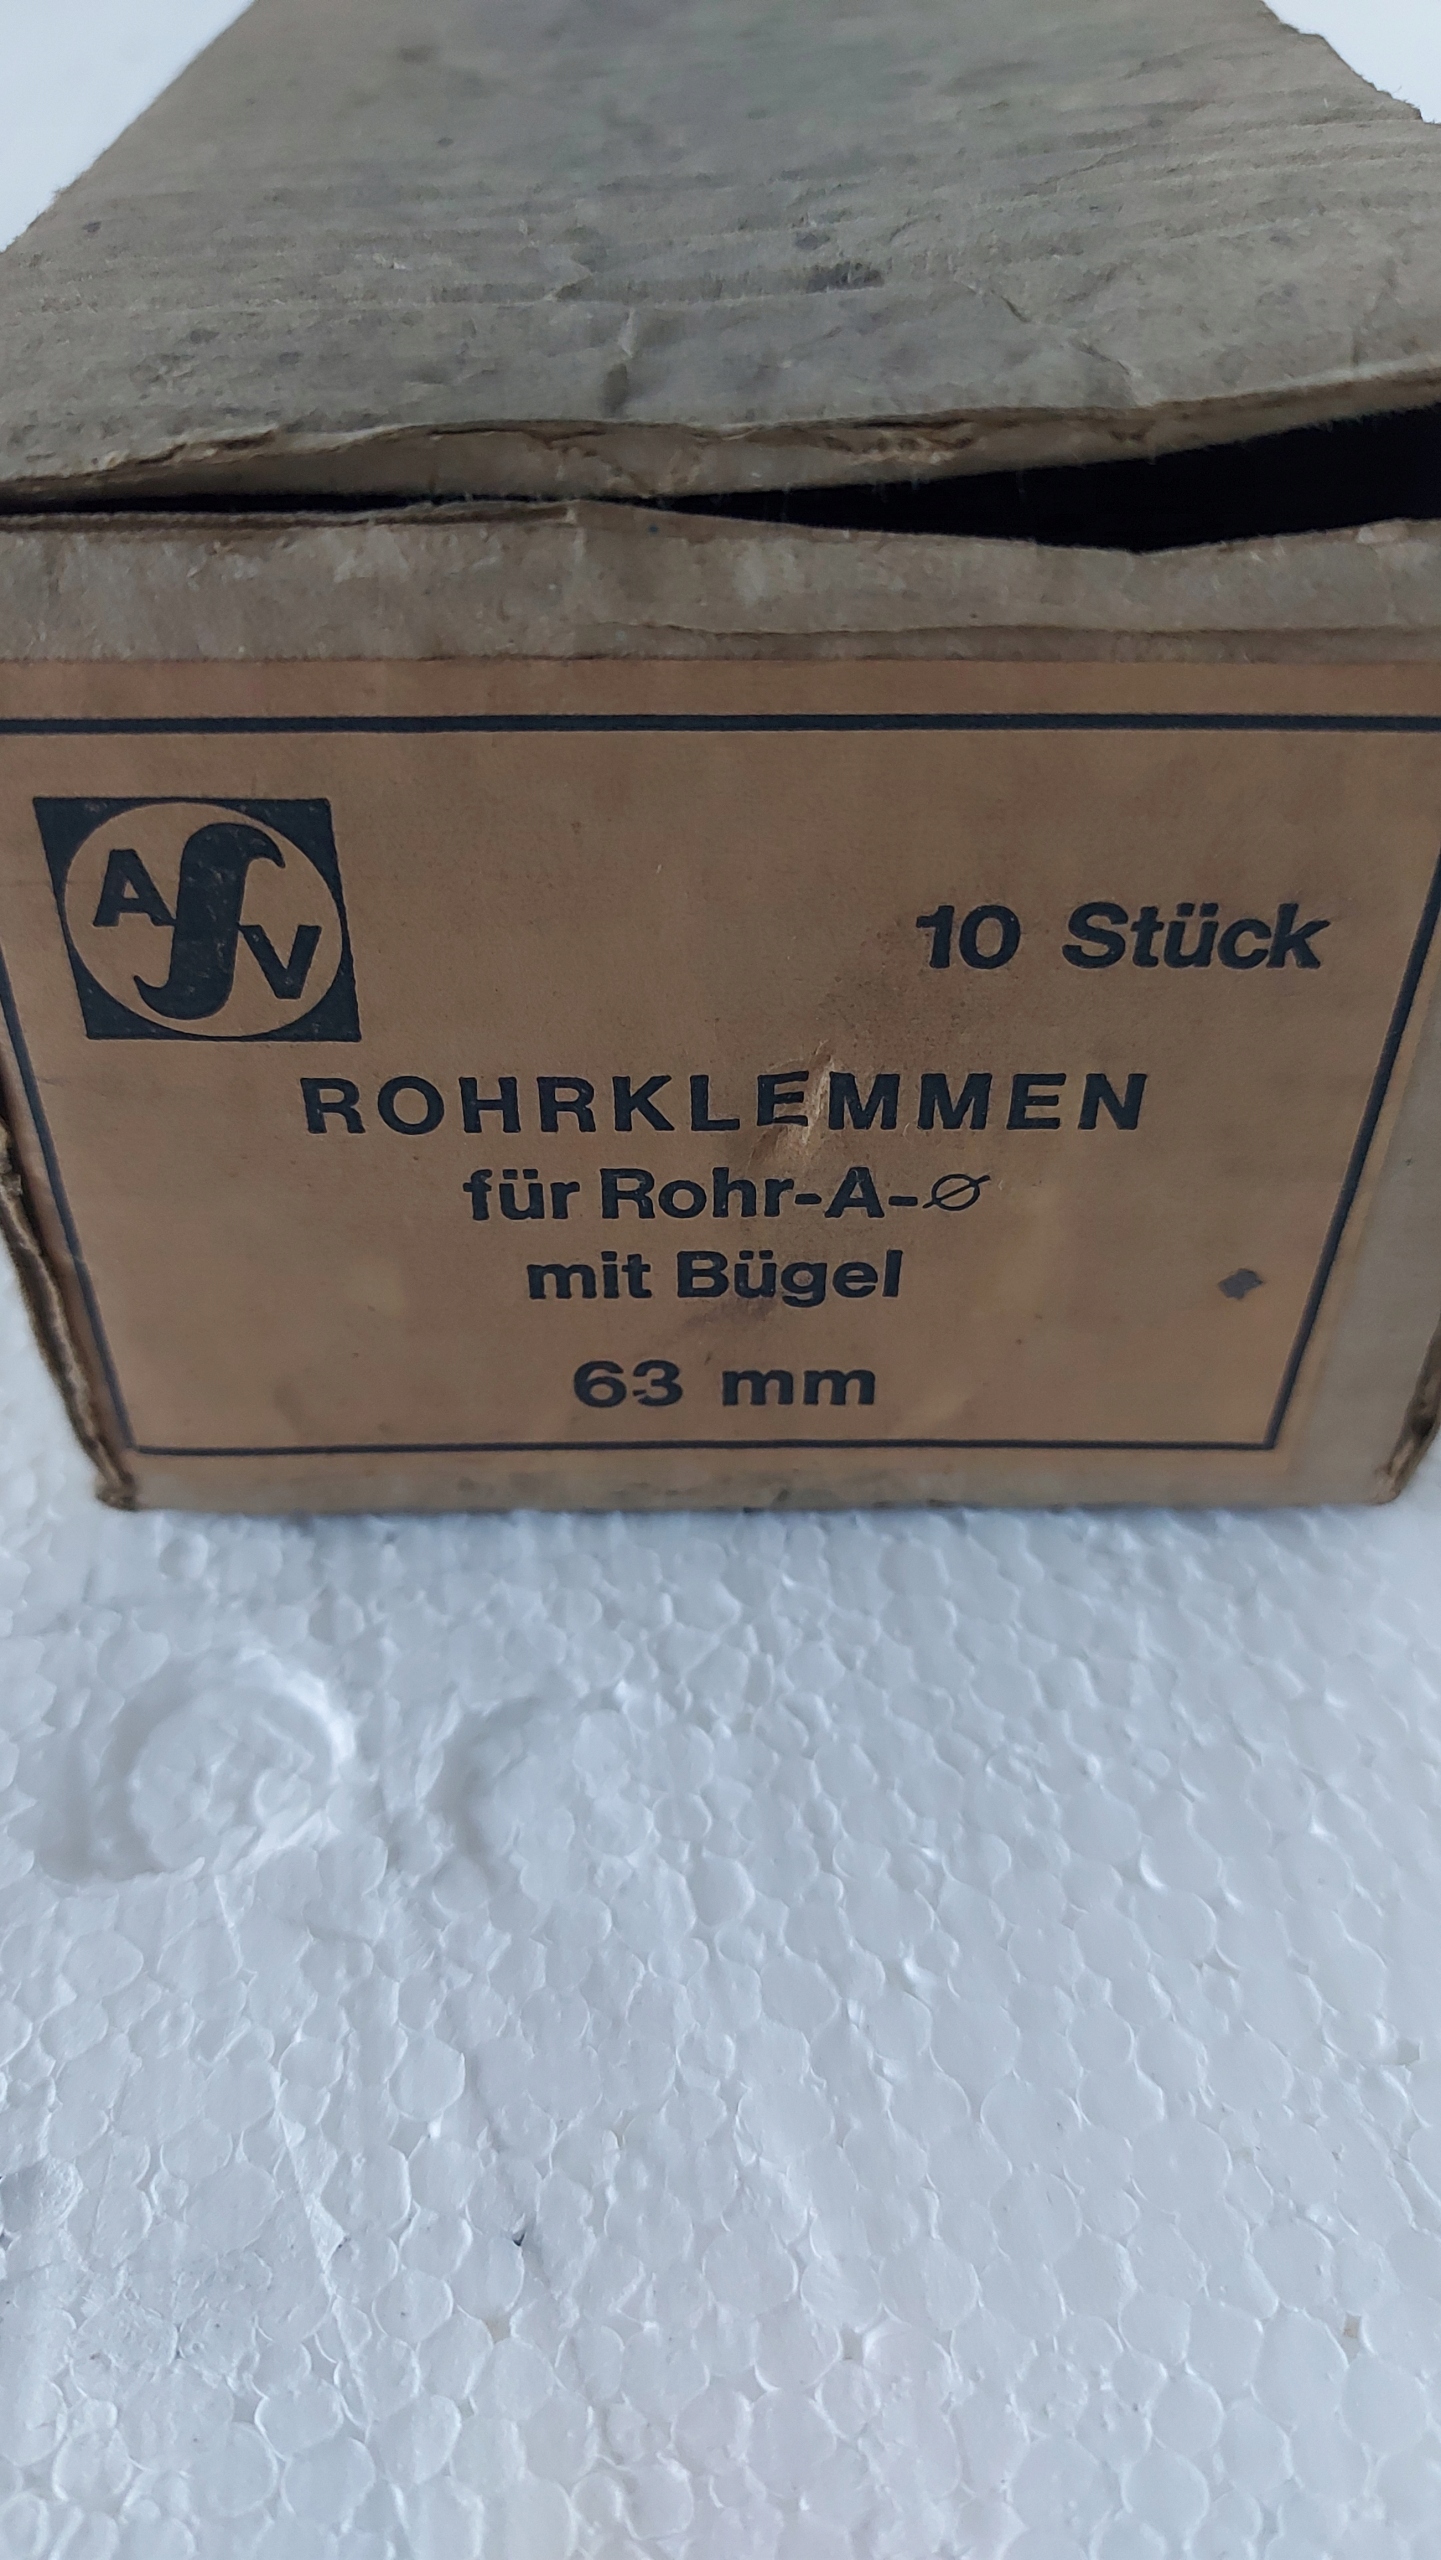 ASV
10 Stück
ROHRKLEMMEN
für Rohr-A-⌀
mit Bügel
63 mm